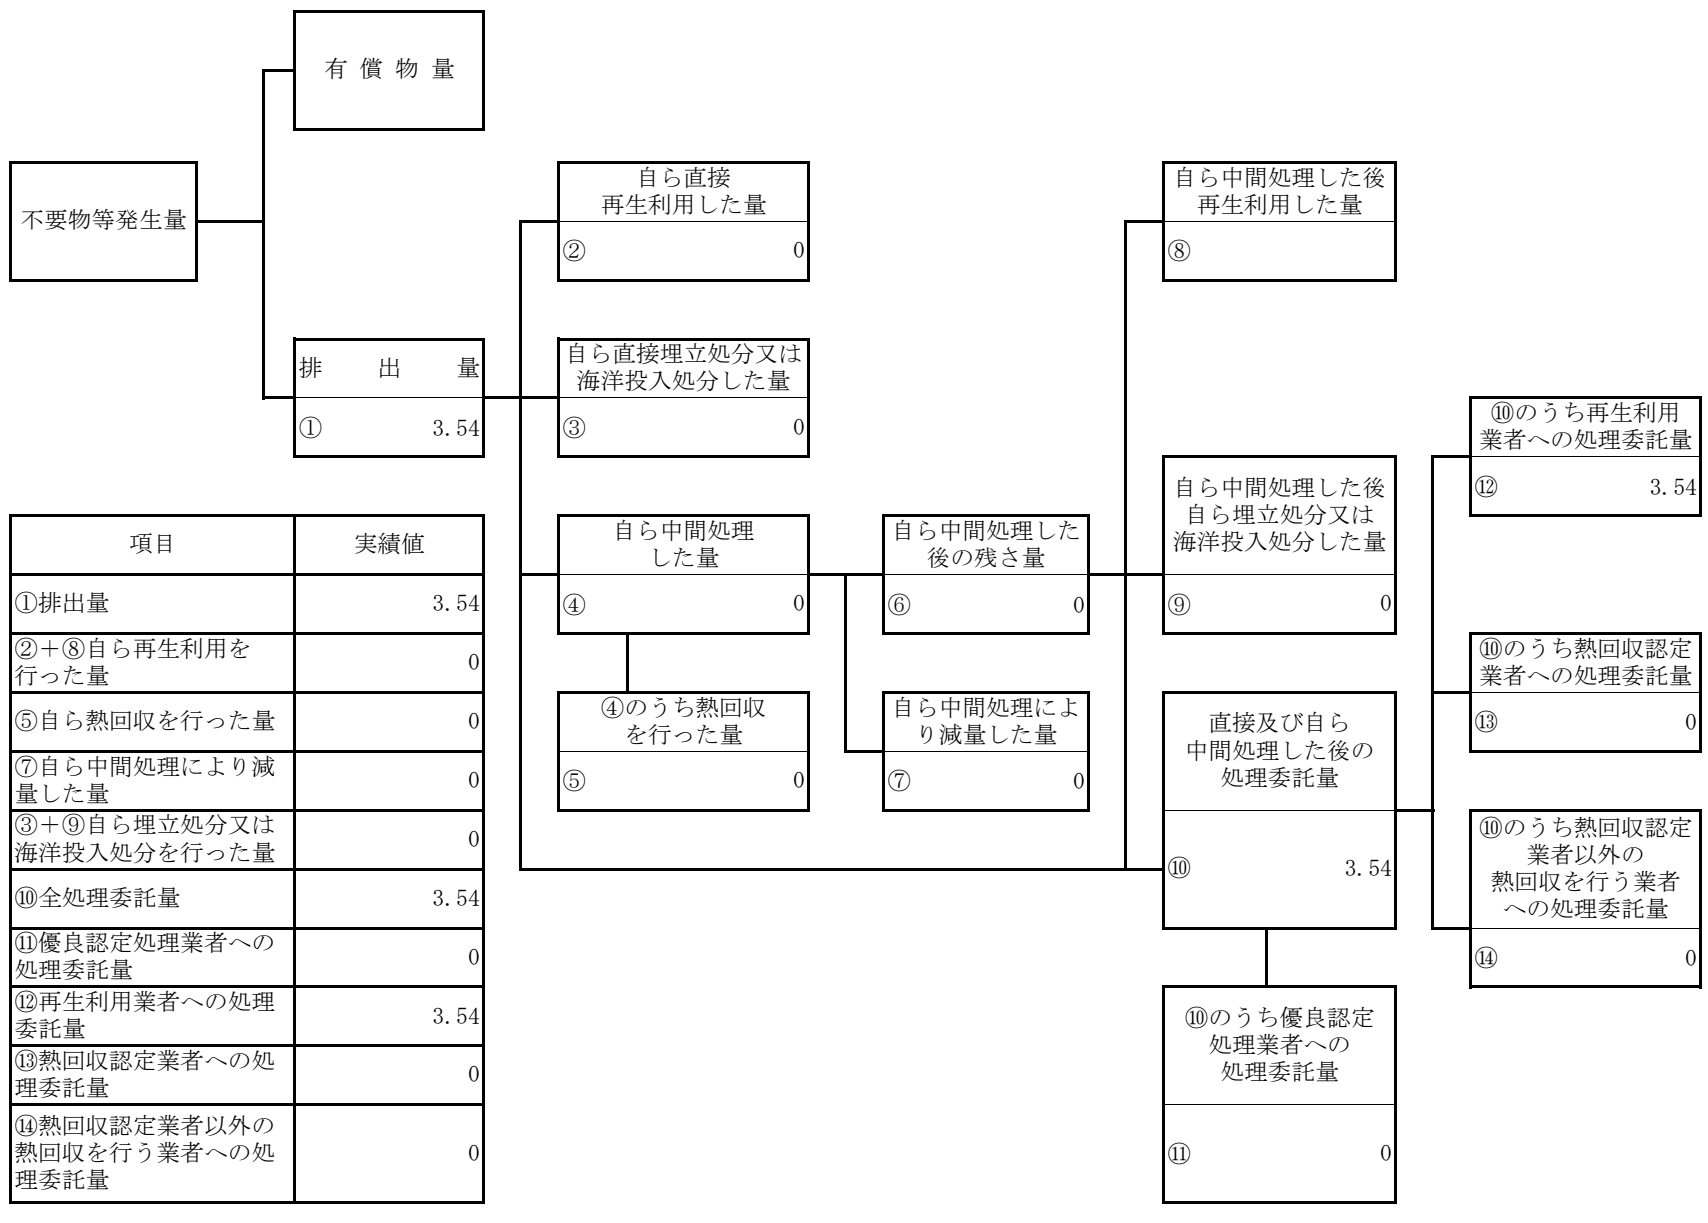 有償物量
不要物等発生量
自ら直接
再生利用した量
② 0
自ら中間処理した後
再生利用した量
⑧
排出量
① 3.54
自ら直接埋立処分又は
海洋投入処分した量
③ 0
⑩のうち再生利用
業者への処理委託量
⑫ 3.54
自ら中間処理した後
自ら埋立処分又は
海洋投入処分した量
⑨ 0
自ら中間処理
した量
④ 0
自ら中間処理した
後の残さ量
⑥ 0
⑩のうち熱回収認定
業者への処理委託量
⑬ 0
④のうち熱回収
を行った量
⑤ 0
自ら中間処理によ
り減量した量
⑦ 0
直接及び自ら
中間処理した後の
処理委託量
⑩ 3.54
⑩のうち熱回収認定
業者以外の
熱回収を行う業者
への処理委託量
⑭ 0
⑩のうち優良認定
処理業者への
処理委託量
⑪ 0
項目 実績値
①排出量 3.54
②＋⑧自ら再生利用を
行った量 0
⑤自ら熱回収を行った量 0
⑦自ら中間処理により減
量した量 0
③＋⑨自ら埋立処分又は
海洋投入処分を行った量 0
⑩全処理委託量 3.54
⑪優良認定処理業者への
処理委託量 0
⑫再生利用業者への処理
委託量 3.54
⑬熱回収認定業者への処
理委託量 0
⑭熱回収認定業者以外の
熱回収を行う業者への処
理委託量 0